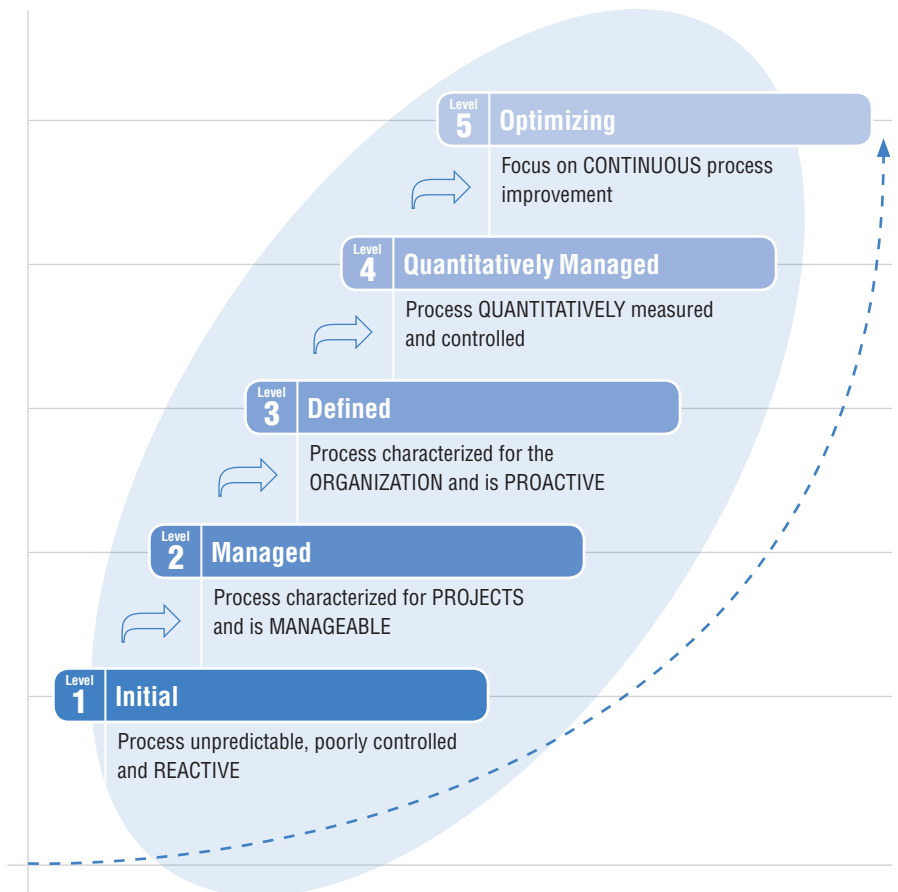 Level
5
Optimizing
Focus on CONTINUOUS process
improvement
Level
4
Quantitatively Managed
Process QUANTITATIVELY measured
and controlled
Level
3
Defined
Process characterized for the
ORGANIZATION and is PROACTIVE
Level
2
Managed
Process characterized for PROJECTS
and is MANAGEABLE
Level
1
Initial
Process unpredictable, poorly controlled
and REACTIVE